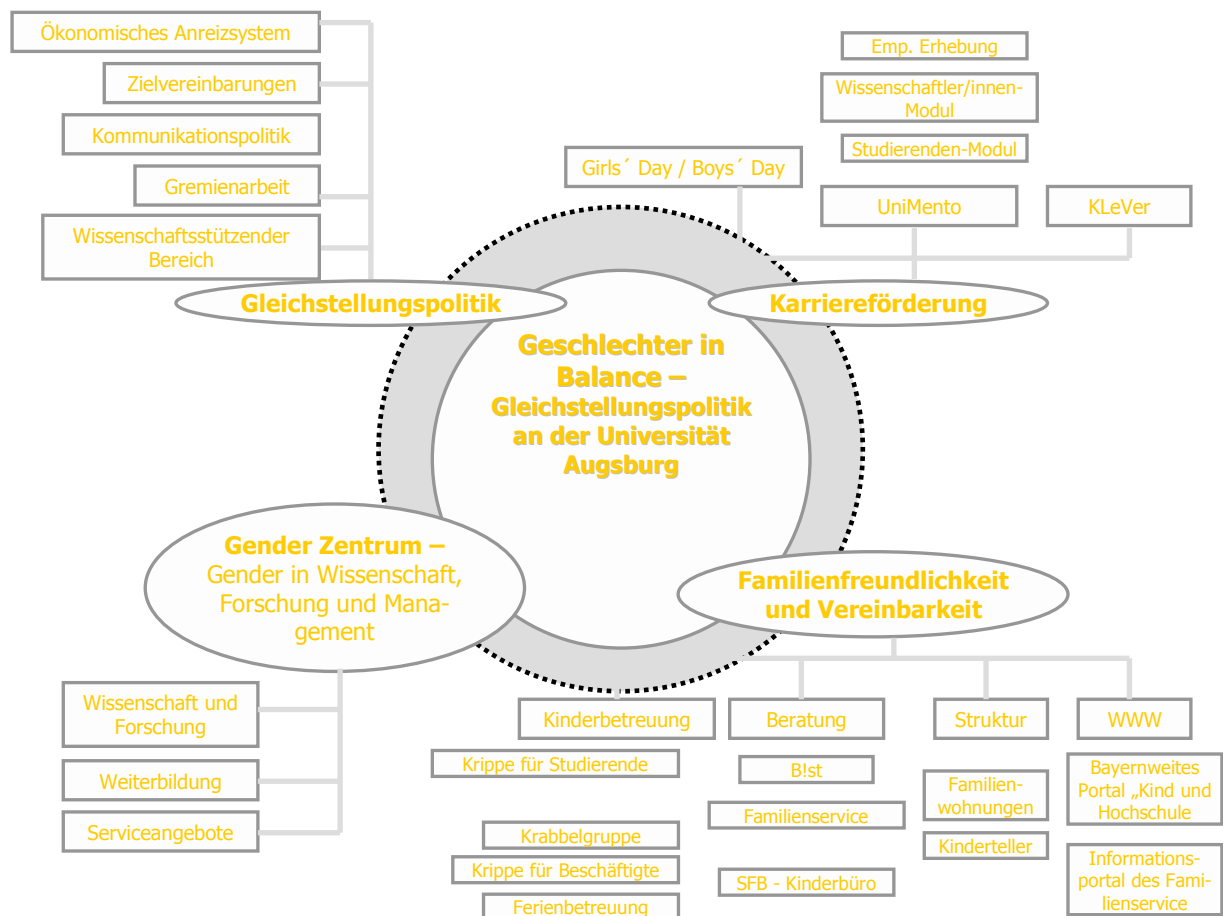 Ökonomisches Anreizsystem
Zielvereinbarungen
Kommunikationspolitik
Gremienarbeit
Wissenschaftsstützender
Bereich
Gleichstellungspolitik
Emp. Erhebung
Wissenschaftler/innen-
Modul
Studierenden-Modul
Girls´ Day / Boys´ Day
UniMento
KLeVer
Karriereförderung
Geschlechter in
Balance –
Gleichstellungspolitik
an der Universität
Augsburg
Gender Zentrum –
Gender in Wissenschaft,
Forschung und Mana-
gement
Wissenschaft und
Forschung
Weiterbildung
Serviceangebote
Familienfreundlichkeit
und Vereinbarkeit
Kinderbetreuung
Krippe für Studierende
Krabbelgruppe
Krippe für Beschäftigte
Ferienbetreuung
Beratung
B!st
Familienservice
SFB - Kinderbüro
Struktur
Familien-
wohnungen
Kinderteller
WWW
Bayernweites
Portal „Kind und
Hochschule
Informations-
portal des Fami-
lienservice